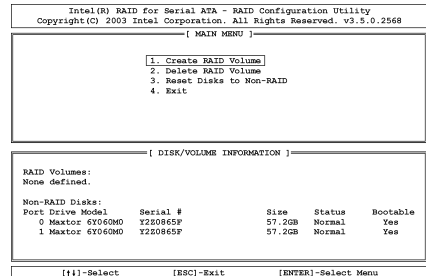 Intel(R) RAID for Serial ATA - RAID Configuration Utility
Copyright(C) 2003 Intel Corporation. All Rights Reserved. v3.5.0.2568
[ MAIN MENU ]
1. Create RAID Volume
2. Delete RAID Volume
3. Reset Disks to Non-RAID
4. Exit
[ DISK/VOLUME INFORMATION ]
RAID Volumes:
None defined.
Non-RAID Disks:
Port Drive Model Serial # Size Status Bootable
0 Maxtor 6Y060M0 Y2Z0865F 57.2GB Normal Yes
1 Maxtor 6Y060M0 Y2Z0865F 57.2GB Normal Yes
[↑↓]-Select [ESC]-Exit [ENTER]-Select Menu